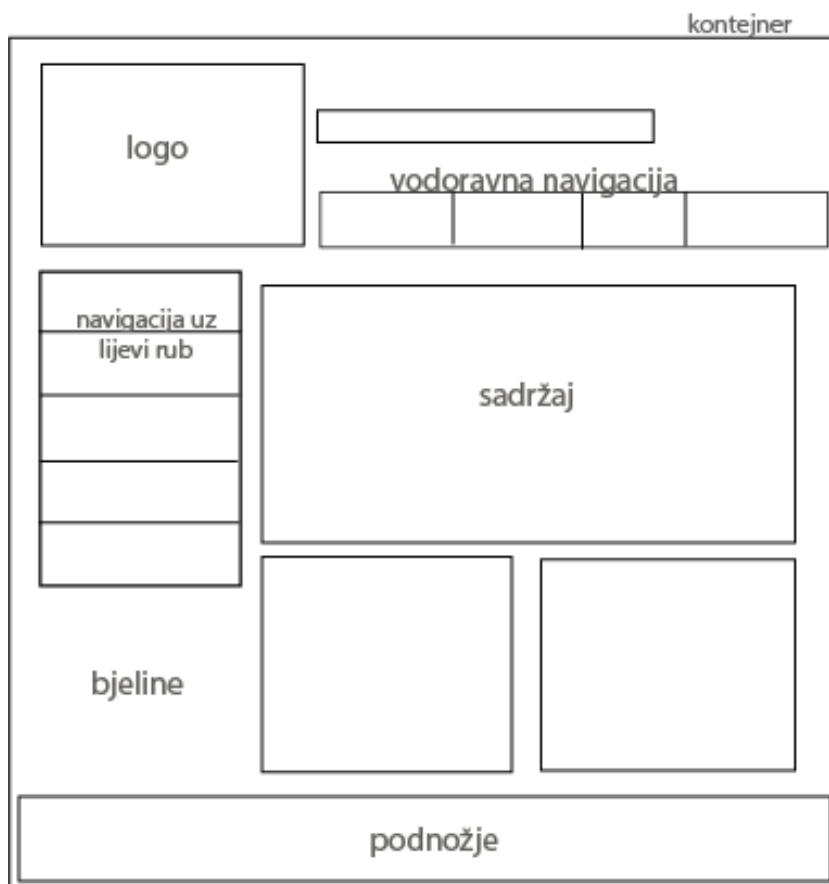 kontejner
logo
vodoravna navigacija
navigacija uz
lijevi rub
sadržaj
bjeline
podnožje